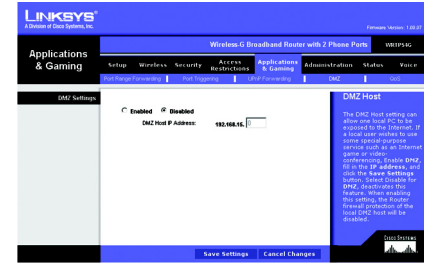 LINKSYS®
A Division of Cisco Systems, Inc.
Firmware Version: 1.00.37
Wireless-G Broadband Router with 2 Phone Ports
WRTP54G
Applications & Gaming
Setup
Wireless
Security
Access Restrictions
Applications & Gaming
Administration
Status
Voice
Port Range Forwarding
Port Triggering
UPnP Forwarding
DMZ
QoS
DMZ Settings
Enabled
Disabled
DMZ Host IP Address:
192.168.15.
0
DMZ Host
The DMZ Host setting can
allow one local PC to be
exposed to the Internet. If
a local user wishes to use
some special-purpose
service such as an Internet
game or video-
conferencing, Enable DMZ,
fill in the IP address, and
click the Save Settings
button. Select Disable for
DMZ, deactivates this
feature. When enabling
this setting, the Router
firewall protection of the
local DMZ host will be
disabled.
Save Settings
Cancel Changes
CISCO SYSTEMS